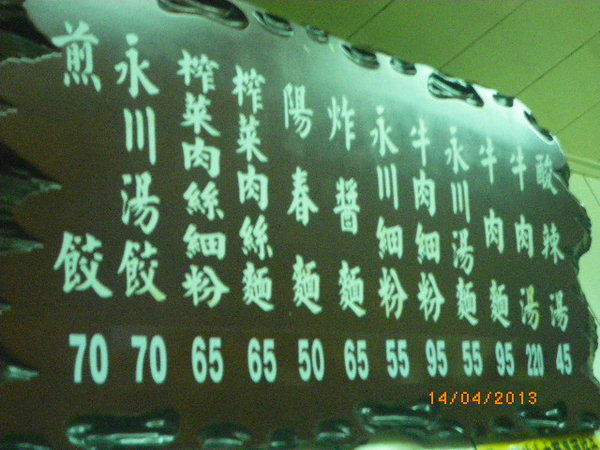 煎餃 70
永川湯餃 70
榨菜肉絲細粉 65
榨菜肉絲麵 65
陽春麵 50
炸醬麵 65
永川細粉 55
牛肉細粉 95
永川湯麵 55
牛肉麵 95
牛肉湯 220
酸辣湯 45
14/04/2013